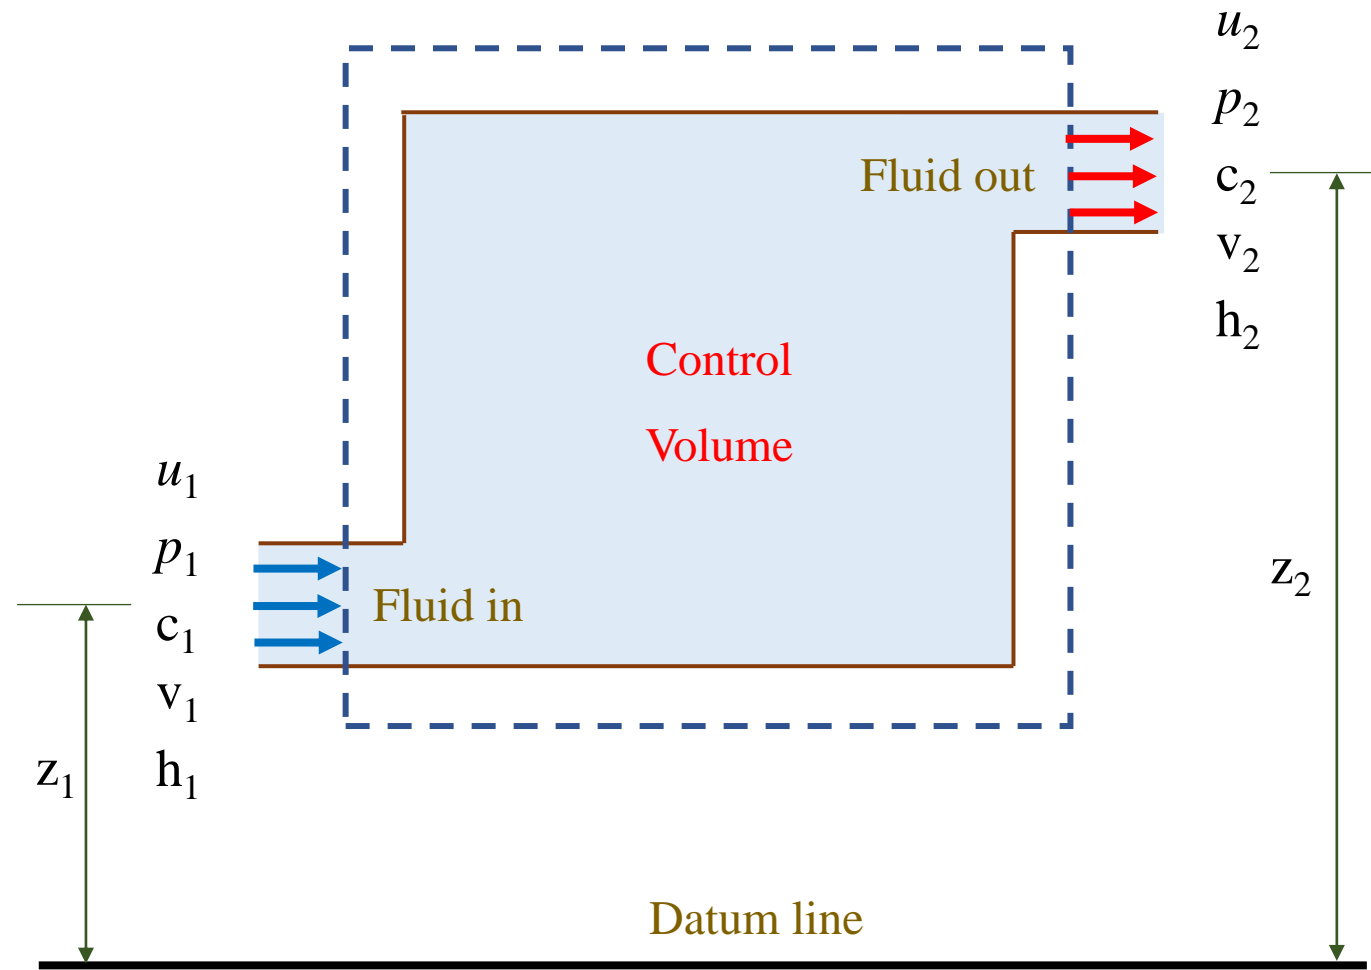 u₂
p₂
Fluid out
c₂
v₂
h₂
Control
Volume
u₁
p₁
z₂
Fluid in
c₁
v₁
z₁
h₁
Datum line